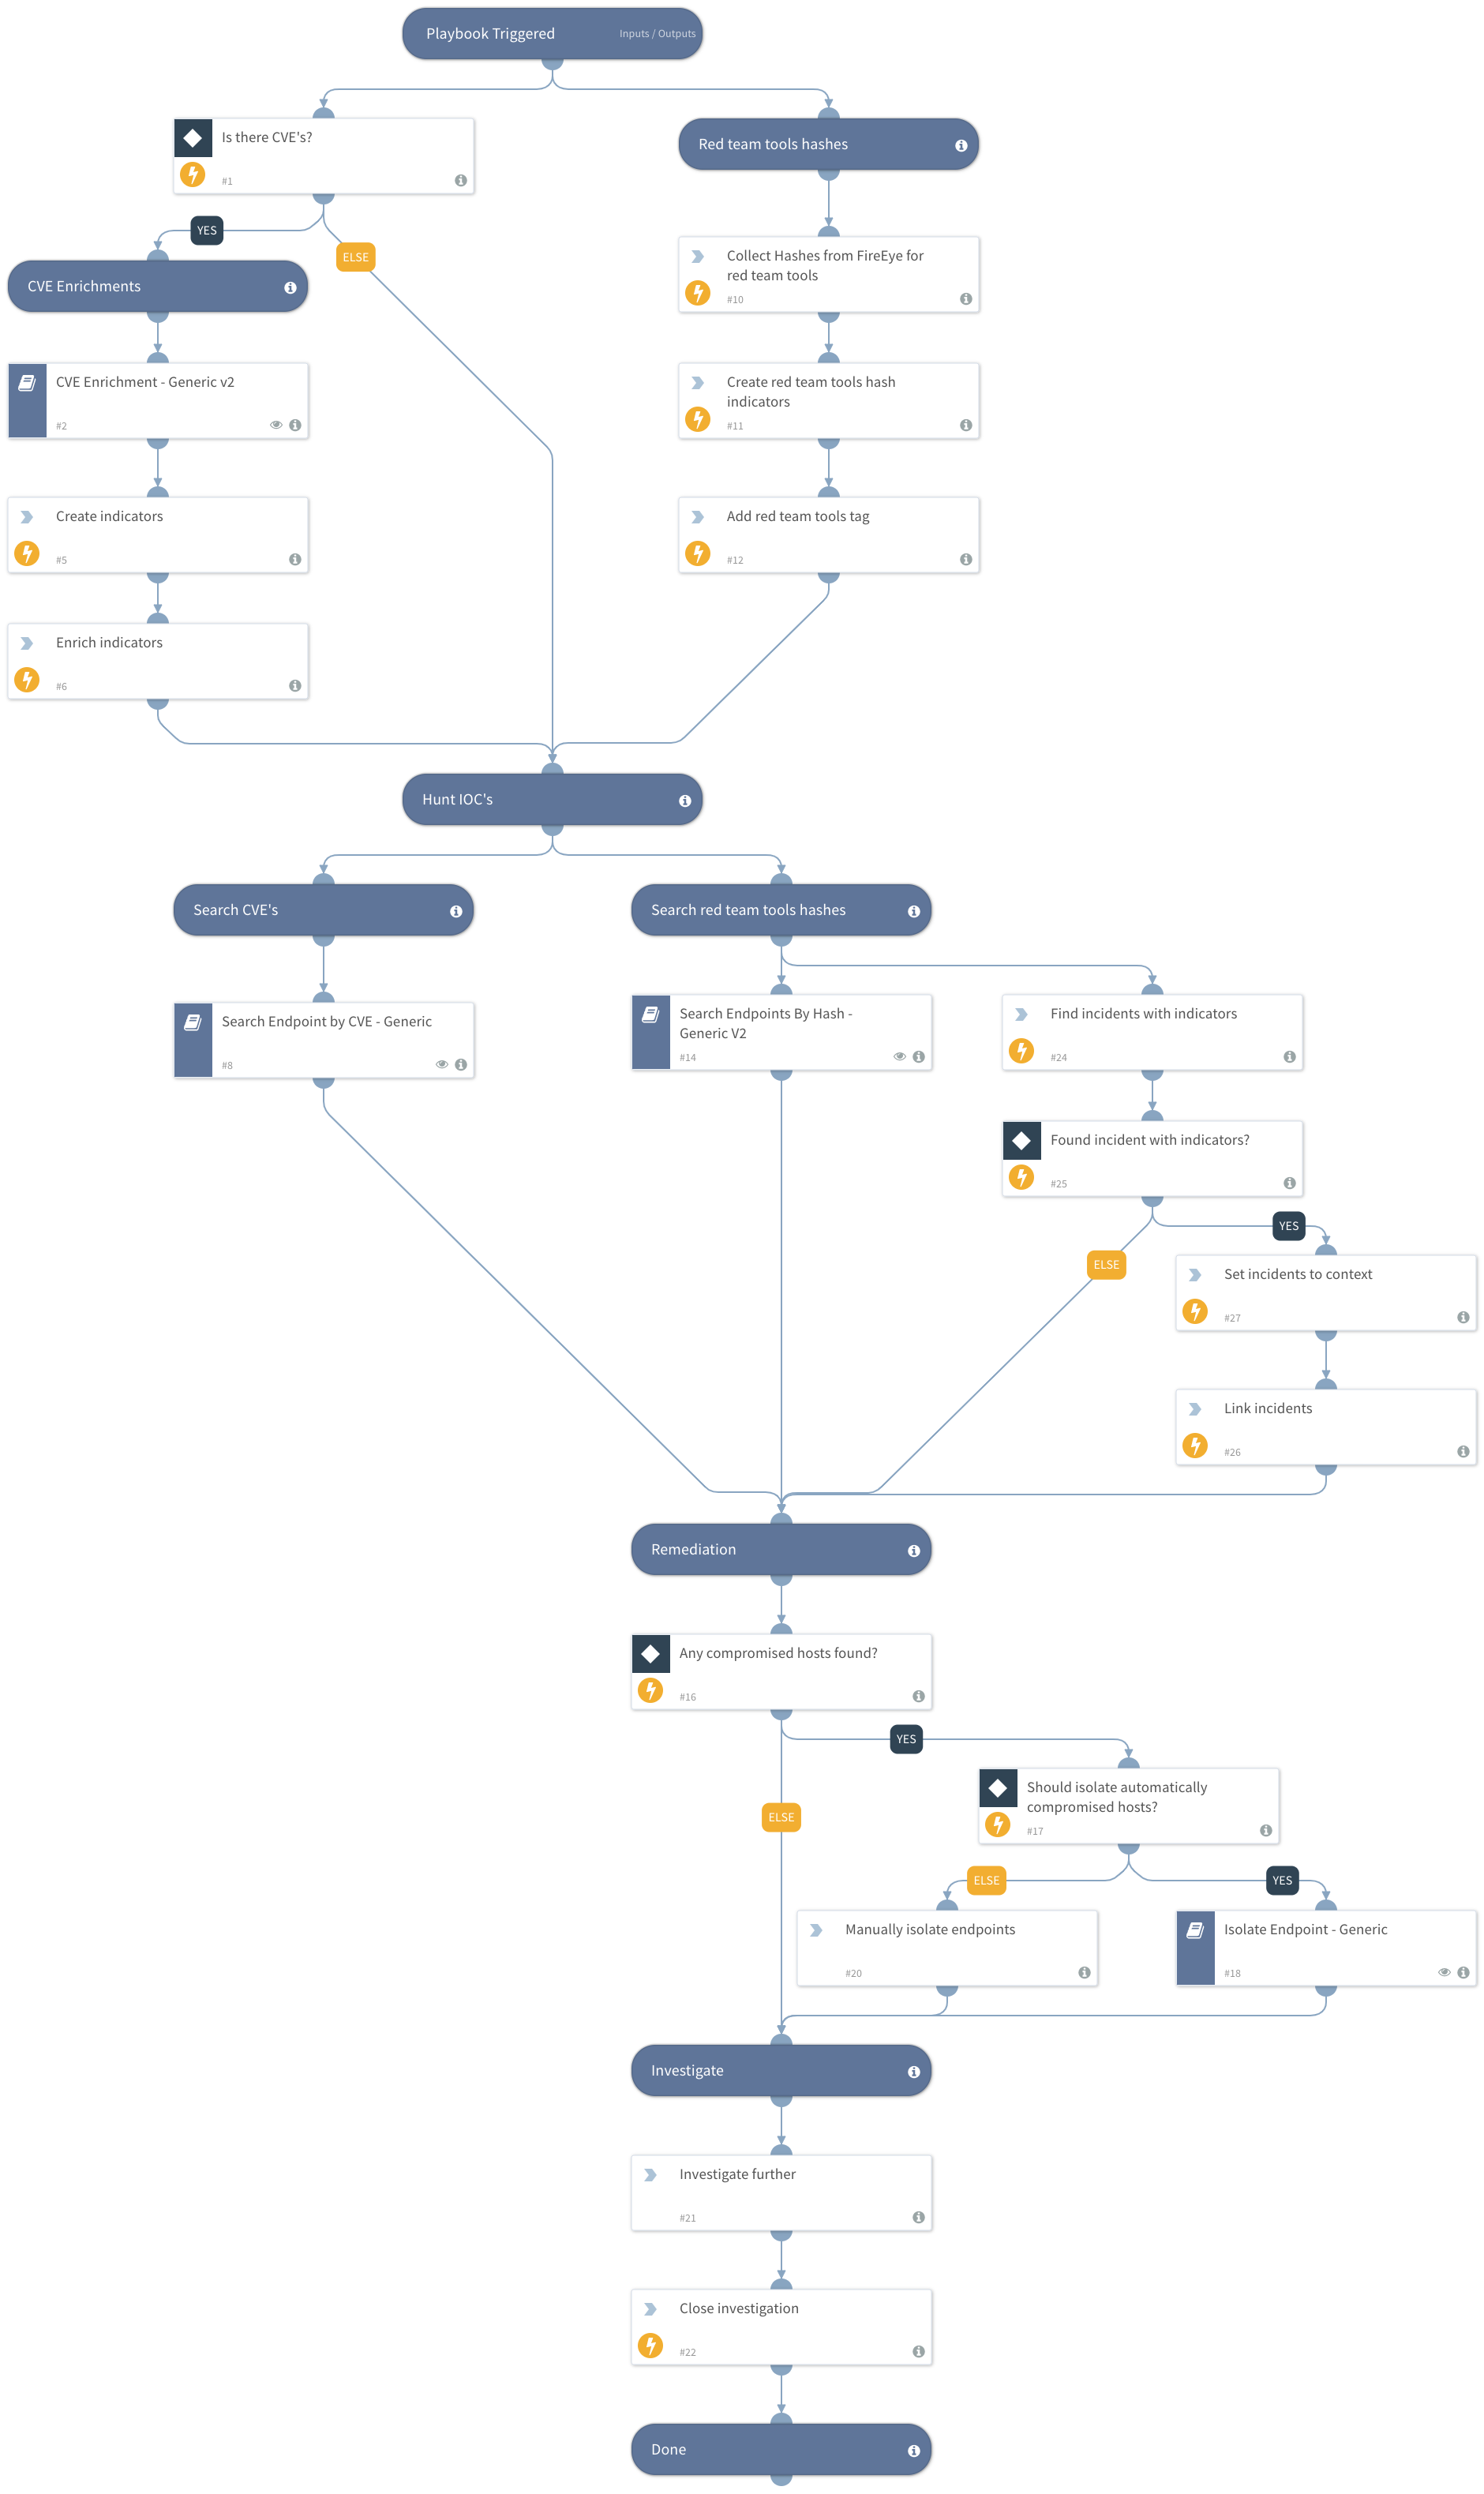 Playbook Triggered
Inputs / Outputs
Is there CVE's?
#1
Red team tools hashes
YES
ELSE
Collect Hashes from FireEye for
red team tools
#10
CVE Enrichments
CVE Enrichment - Generic v2
#2
Create red team tools hash
indicators
#11
Create indicators
#5
Add red team tools tag
#12
Enrich indicators
#6
Hunt IOC's
Search CVE's
Search red team tools hashes
Search Endpoint by CVE - Generic
#8
Search Endpoints By Hash -
Generic V2
#14
Find incidents with indicators
#24
Found incident with indicators?
#25
YES
ELSE
Set incidents to context
#27
Link incidents
#26
Remediation
Any compromised hosts found?
#16
YES
ELSE
Should isolate automatically
compromised hosts?
#17
ELSE
YES
Manually isolate endpoints
#20
Isolate Endpoint - Generic
#18
Investigate
Investigate further
#21
Close investigation
#22
Done